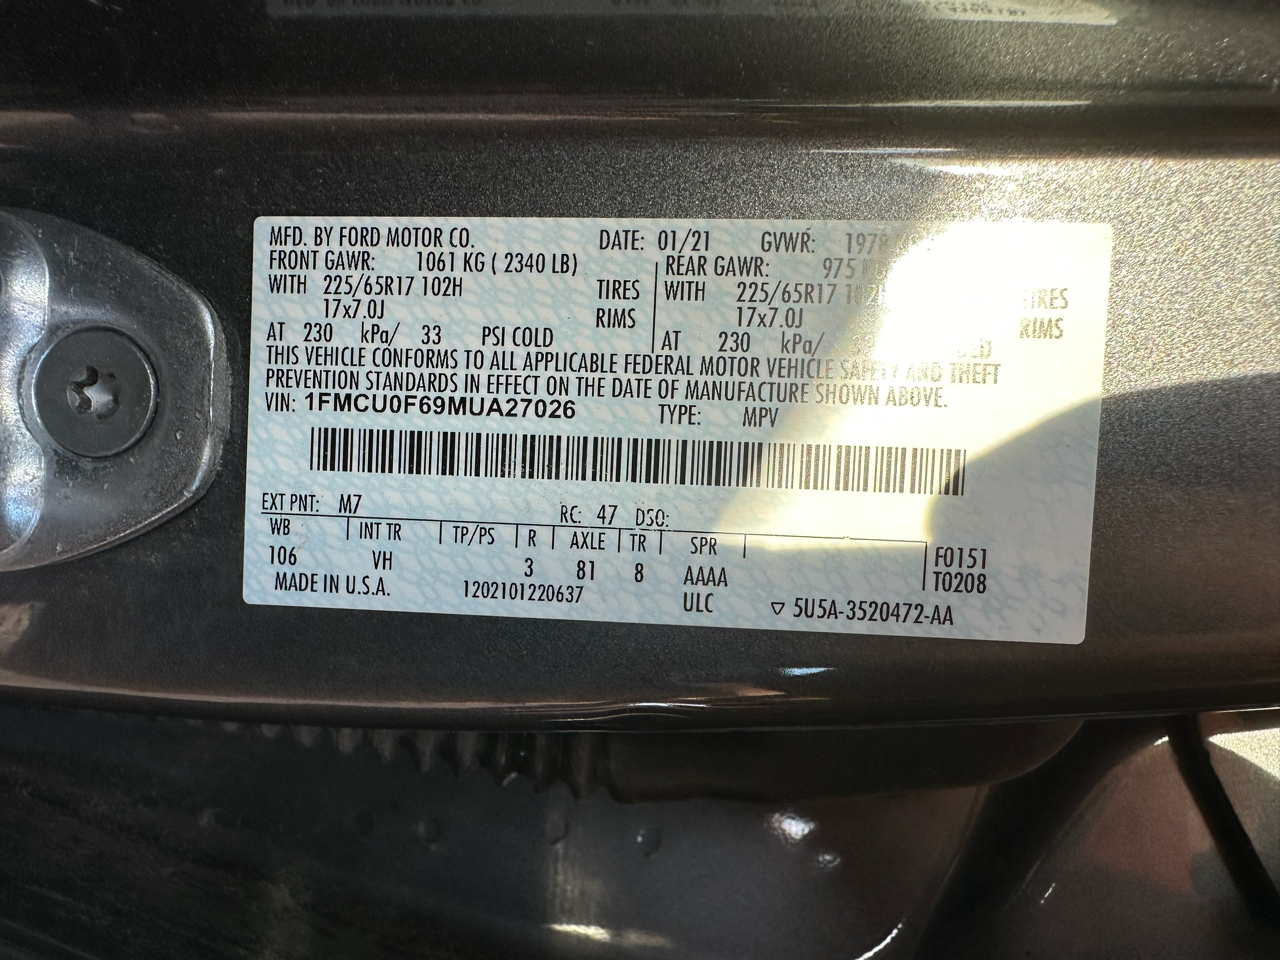 MFD. BY FORD MOTOR CO. DATE: 01/21 GVWR:
FRONT GAWR: 1061 KG ( 2340 LB) REAR GAWR: 975
WITH 225/65R17 102H TIRES WITH 225/65R17 102H TIRES
17x7.0J RIMS 17x7.0J RIMS
AT 230 kPa/ 33 PSI COLD AT 230 kPa/ COLD
THIS VEHICLE CONFORMS TO ALL APPLICABLE FEDERAL MOTOR VEHICLE SAFETY AND THEFT
PREVENTION STANDARDS IN EFFECT ON THE DATE OF MANUFACTURE SHOWN ABOVE.
VIN: 1FMCU0F69MUA27026 TYPE: MPV
EXT PNT: M7 RC: 47 DSO:
WB INT TR TP/PS R AXLE TR SPR
106 VH 3 81 8 AAAA F0151
T0208
MADE IN U.S.A. 1202101220637 ULC ▽ 5U5A-3520472-AA